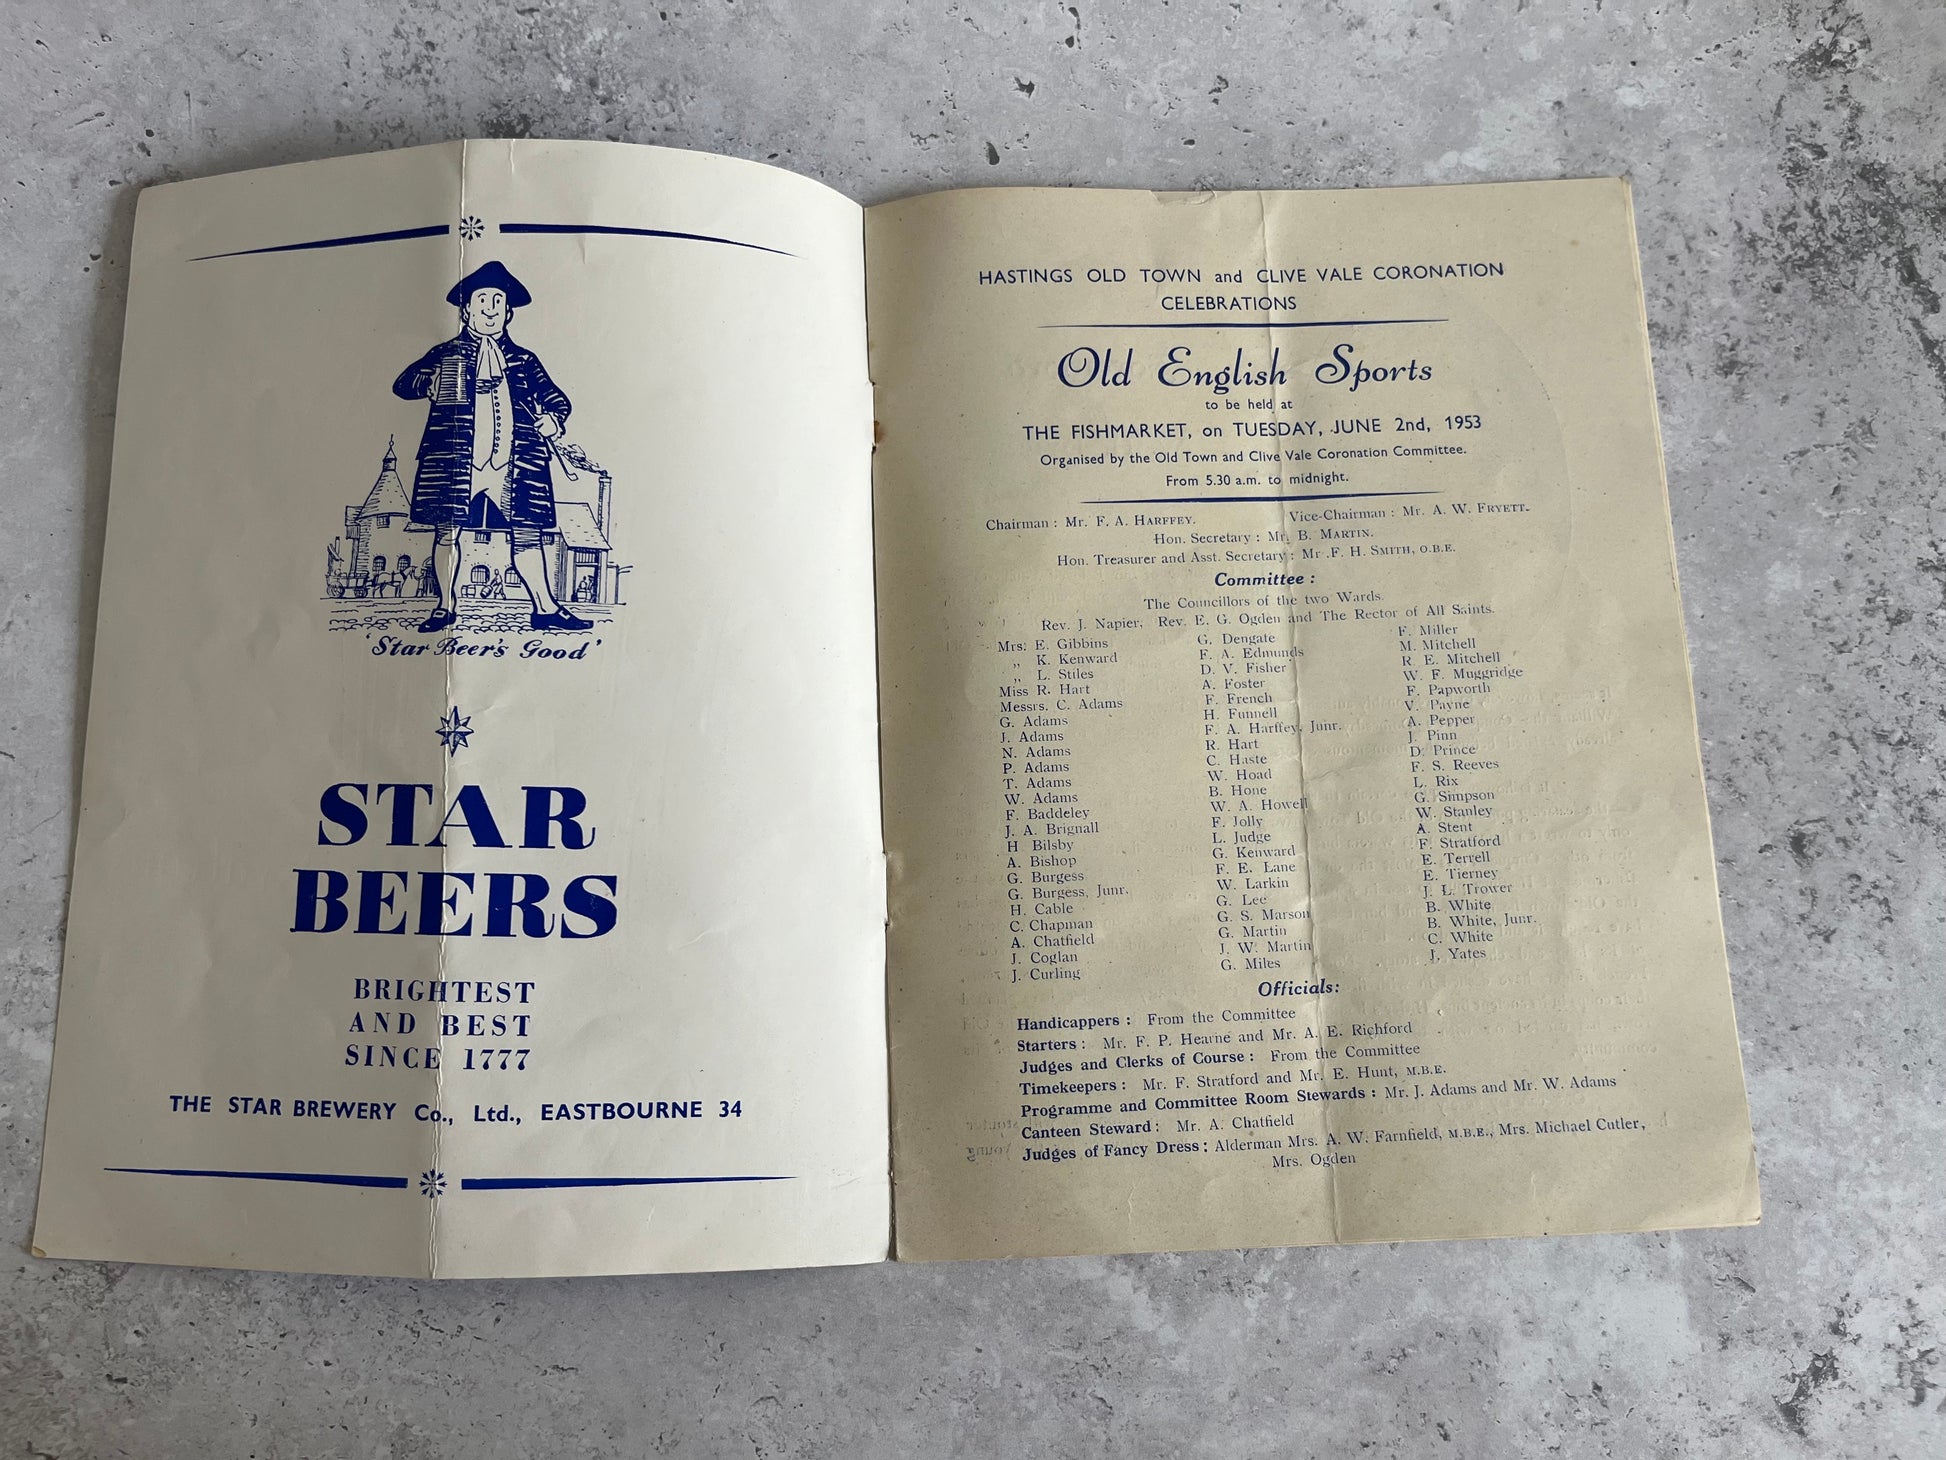 'Star Beer's Good'
STAR
BEERS
BRIGHTEST
AND BEST
SINCE 1777
THE STAR BREWERY Co., Ltd., EASTBOURNE 34
HASTINGS OLD TOWN and CLIVE VALE CORONATION
CELEBRATIONS
Old English Sports
to be held at
THE FISHMARKET, on TUESDAY, JUNE 2nd, 1953
Organised by the Old Town and Clive Vale Coronation Committee.
From 5.30 a.m. to midnight.
Chairman : Mr. F. A. HARFFEY. Vice-Chairman : Mr. A. W. FRYETT.
Hon. Secretary : Mr. B. MARTIN.
Hon. Treasurer and Asst. Secretary : Mr. F. H. SMITH, O.B.E.
Committee :
The Councillors of the two Wards.
Rev. J. Napier, Rev. E. G. Ogden and The Rector of All Saints.
Mrs. E. Gibbins
„ K. Kenward
„ L. Stiles
Miss R. Hart
Messrs. C. Adams
G. Adams
J. Adams
N. Adams
P. Adams
T. Adams
W. Adams
F. Baddeley
J. A. Brignall
H Bilsby
A. Bishop
G. Burgess
G. Burgess, Junr.
H. Cable
C. Chapman
A. Chatfield
J. Coglan
J. Curling
G. Dengate
F. A. Edmunds
D. V. Fisher
A. Foster
F. French
H. Funnell
F. A. Harffey, Junr.
R. Hart
C. Haste
W. Hoad
B. Hone
W. A. Howell
F. Jolly
L. Judge
G. Kenward
F. E. Lane
W. Larkin
G. Lee
G. S. Marson
G. Martin
J. W. Martin
G. Miles
F. Miller
M. Mitchell
R. E. Mitchell
W. F. Muggridge
F. Papworth
V. Payne
A. Pepper
J. Pinn
D. Prince
F. S. Reeves
L. Rix
G. Simpson
W. Stanley
A. Stent
F. Stratford
E. Terrell
E. Tierney
J. L. Trower
B. White
B. White, Junr.
C. White
J. Yates
Officials:
Handicappers : From the Committee
Starters : Mr. F. P. Hearne and Mr. A. E. Richford
Judges and Clerks of Course : From the Committee
Timekeepers : Mr. F. Stratford and Mr. E. Hunt, M.B.E.
Programme and Committee Room Stewards : Mr. J. Adams and Mr. W. Adams
Canteen Steward : Mr. A. Chatfield
Judges of Fancy Dress : Alderman Mrs. A. W. Farnfield, M.B.E., Mrs. Michael Cutler,
Mrs. Ogden